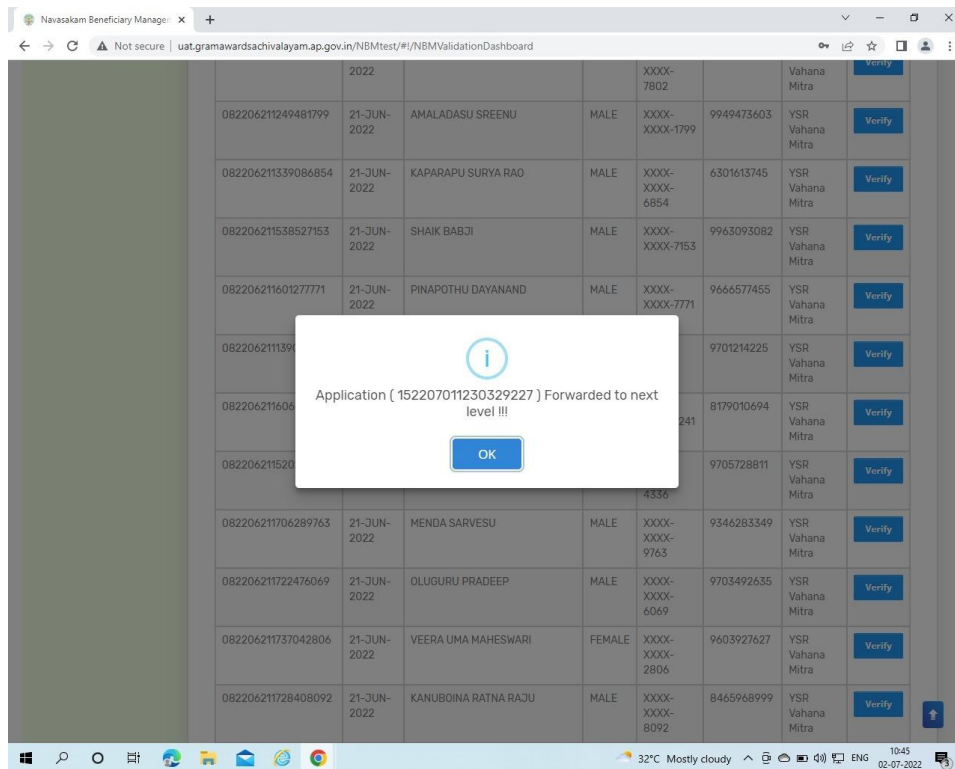 Navasakam Beneficiary Manager
Not secure | uat.gramawardsachivalayam.ap.gov.in/NBMtest/#!/NBMValidationDashboard
2022 XXXX- Vahana Verify
7802 Mitra
082206211249481799 21-JUN- AMALADASU SREENU MALE XXXX- 9949473603 YSR Verify
2022 XXXX-1799 Vahana
Mitra
082206211339086854 21-JUN- KAPARAPU SURYA RAO MALE XXXX- 6301613745 YSR Verify
2022 XXXX- Vahana
6854 Mitra
082206211538527153 21-JUN- SHAIK BABJI MALE XXXX- 9963093082 YSR Verify
2022 XXXX-7153 Vahana
Mitra
082206211601277771 21-JUN- PINAPOTHU DAYANAND MALE XXXX- 9666577455 YSR Verify
2022 XXXX-7771 Vahana
Mitra
0822062111390 9701214225 YSR Verify
Vahana
Mitra
i
Application ( 152207011230329227 ) Forwarded to next
level !!!
OK
082206211606 8179010694 YSR Verify
241 Vahana
Mitra
082206211520 9705728811 YSR Verify
Vahana
4336 Mitra
082206211706289763 21-JUN- MENDA SARVESU MALE XXXX- 9346283349 YSR Verify
2022 XXXX- Vahana
9763 Mitra
082206211722476069 21-JUN- OLUGURU PRADEEP MALE XXXX- 9703492635 YSR Verify
2022 XXXX- Vahana
6069 Mitra
082206211737042806 21-JUN- VEERA UMA MAHESWARI FEMALE XXXX- 9603927627 YSR Verify
2022 XXXX- Vahana
2806 Mitra
082206211728408092 21-JUN- KANUBOINA RATNA RAJU MALE XXXX- 8465968999 YSR Verify
2022 XXXX- Vahana
8092 Mitra
32°C Mostly cloudy ENG 10:45
02-07-2022